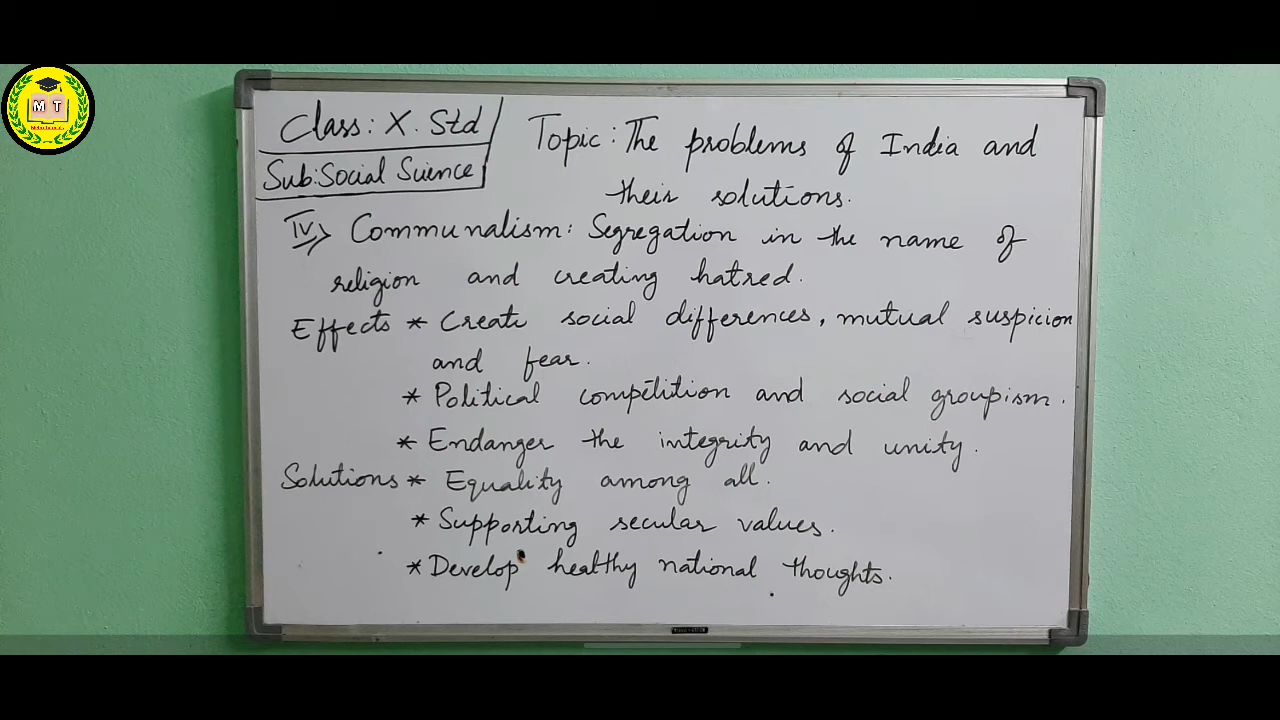 M T
Class: X. Std
Sub: Social Science
Topic: The problems of India and
their solutions.
IV) Communalism: Segregation in the name of
religion and creating hatred.
Effects * Create social differences, mutual suspicion
and fear.
* Political competition and social groupism.
* Endanger the integrity and unity.
Solutions * Equality among all.
* Supporting secular values.
* Develop healthy national thoughts.